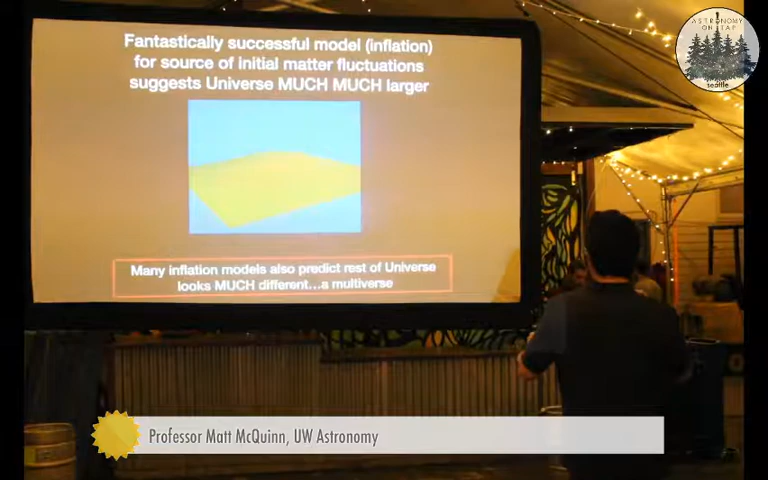 Fantastically successful model (inflation)
for source of initial matter fluctuations
suggests Universe MUCH MUCH larger
Many inflation models also predict rest of Universe
looks MUCH different...a multiverse
ASTRONOMY
ON TAP
seattle
Professor Matt McQuinn, UW Astronomy